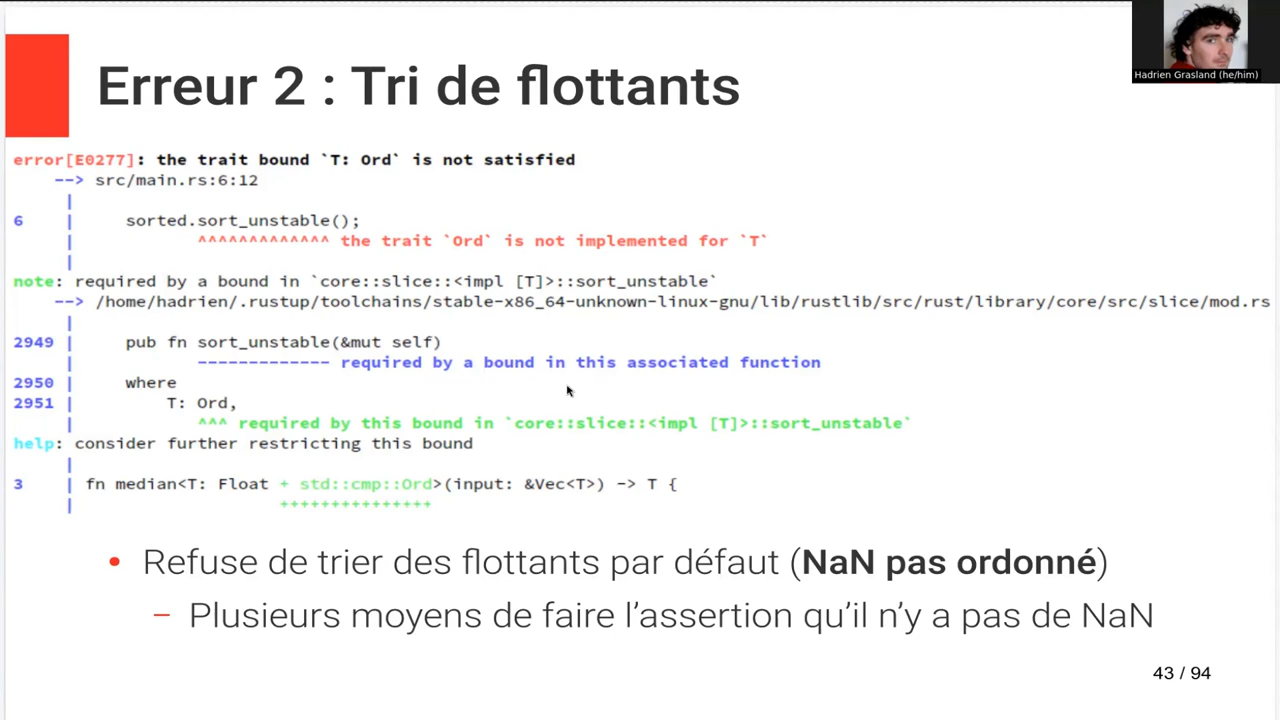 Hadrien Grasland (he/him)
Erreur 2 : Tri de flottants
error[E0277]: the trait bound `T: Ord` is not satisfied
--> src/main.rs:6:12
|
6 | sorted.sort_unstable();
| ^^^^^^^^^^^^^ the trait `Ord` is not implemented for `T`
|
note: required by a bound in `core::slice::<impl [T]>::sort_unstable`
--> /home/hadrien/.rustup/toolchains/stable-x86_64-unknown-linux-gnu/lib/rustlib/src/rust/library/core/src/slice/mod.rs
|
2949 | pub fn sort_unstable(&mut self)
| ------------- required by a bound in this associated function
2950 | where
2951 | T: Ord,
| ^^^ required by this bound in `core::slice::<impl [T]>::sort_unstable`
help: consider further restricting this bound
|
3 | fn median<T: Float + std::cmp::Ord>(input: &Vec<T>) -> T {
| +++++++++++++++
• Refuse de trier des flottants par défaut (NaN pas ordonné)
– Plusieurs moyens de faire l’assertion qu’il n’y a pas de NaN
43 / 94